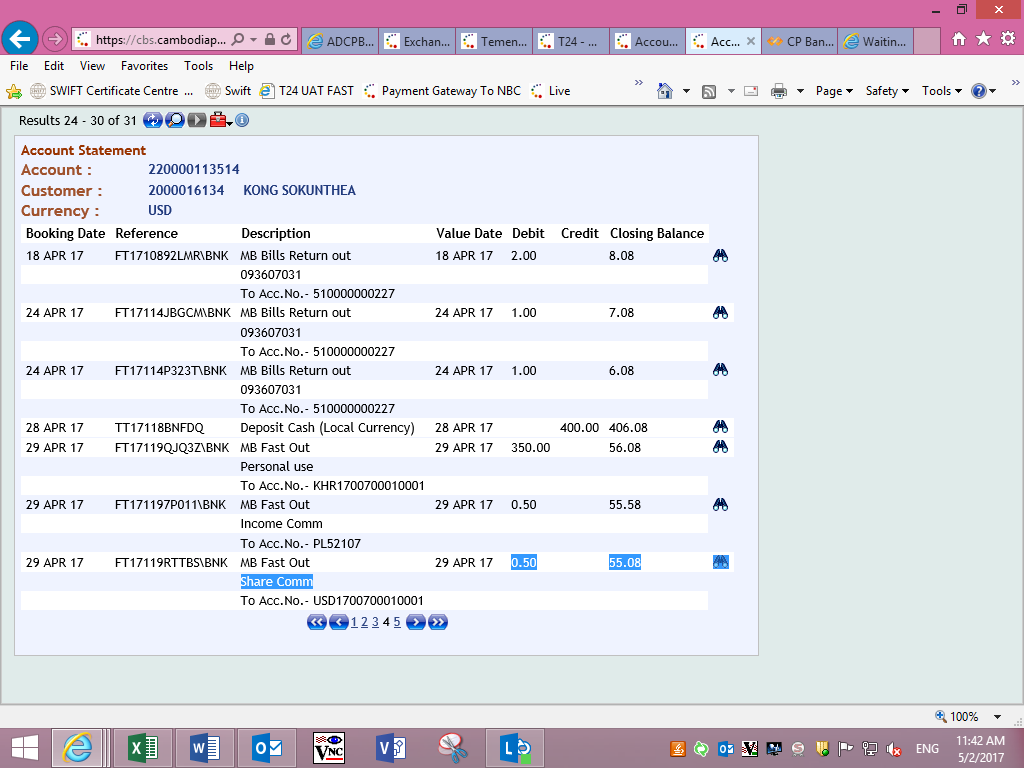 https://cbs.cambodiap...
ADCPB...
Exchan...
Temen...
T24 - ...
Accou...
Acc...
CP Ban...
Waitin...
File Edit View Favorites Tools Help
SWIFT Certificate Centre ... Swift T24 UAT FAST Payment Gateway To NBC Live Page Safety Tools
Results 24 - 30 of 31
Account Statement
Account : 220000113514
Customer : 2000016134 KONG SOKUNTHEA
Currency : USD
Booking Date Reference Description Value Date Debit Credit Closing Balance
18 APR 17 FT1710892LMR\BNK MB Bills Return out 18 APR 17 2.00 8.08
093607031
To Acc.No.- 510000000227
24 APR 17 FT17114JBGCM\BNK MB Bills Return out 24 APR 17 1.00 7.08
093607031
To Acc.No.- 510000000227
24 APR 17 FT17114P323T\BNK MB Bills Return out 24 APR 17 1.00 6.08
093607031
To Acc.No.- 510000000227
28 APR 17 TT17118BNFDQ Deposit Cash (Local Currency) 28 APR 17 400.00 406.08
29 APR 17 FT17119QJQ3Z\BNK MB Fast Out 29 APR 17 350.00 56.08
Personal use
To Acc.No.- KHR1700700010001
29 APR 17 FT171197P011\BNK MB Fast Out 29 APR 17 0.50 55.58
Income Comm
To Acc.No.- PL52107
29 APR 17 FT17119RTTBS\BNK MB Fast Out 29 APR 17 0.50 55.08
Share Comm
To Acc.No.- USD1700700010001
1 2 3 4 5
100%
VNC
ENG
11:42 AM
5/2/2017